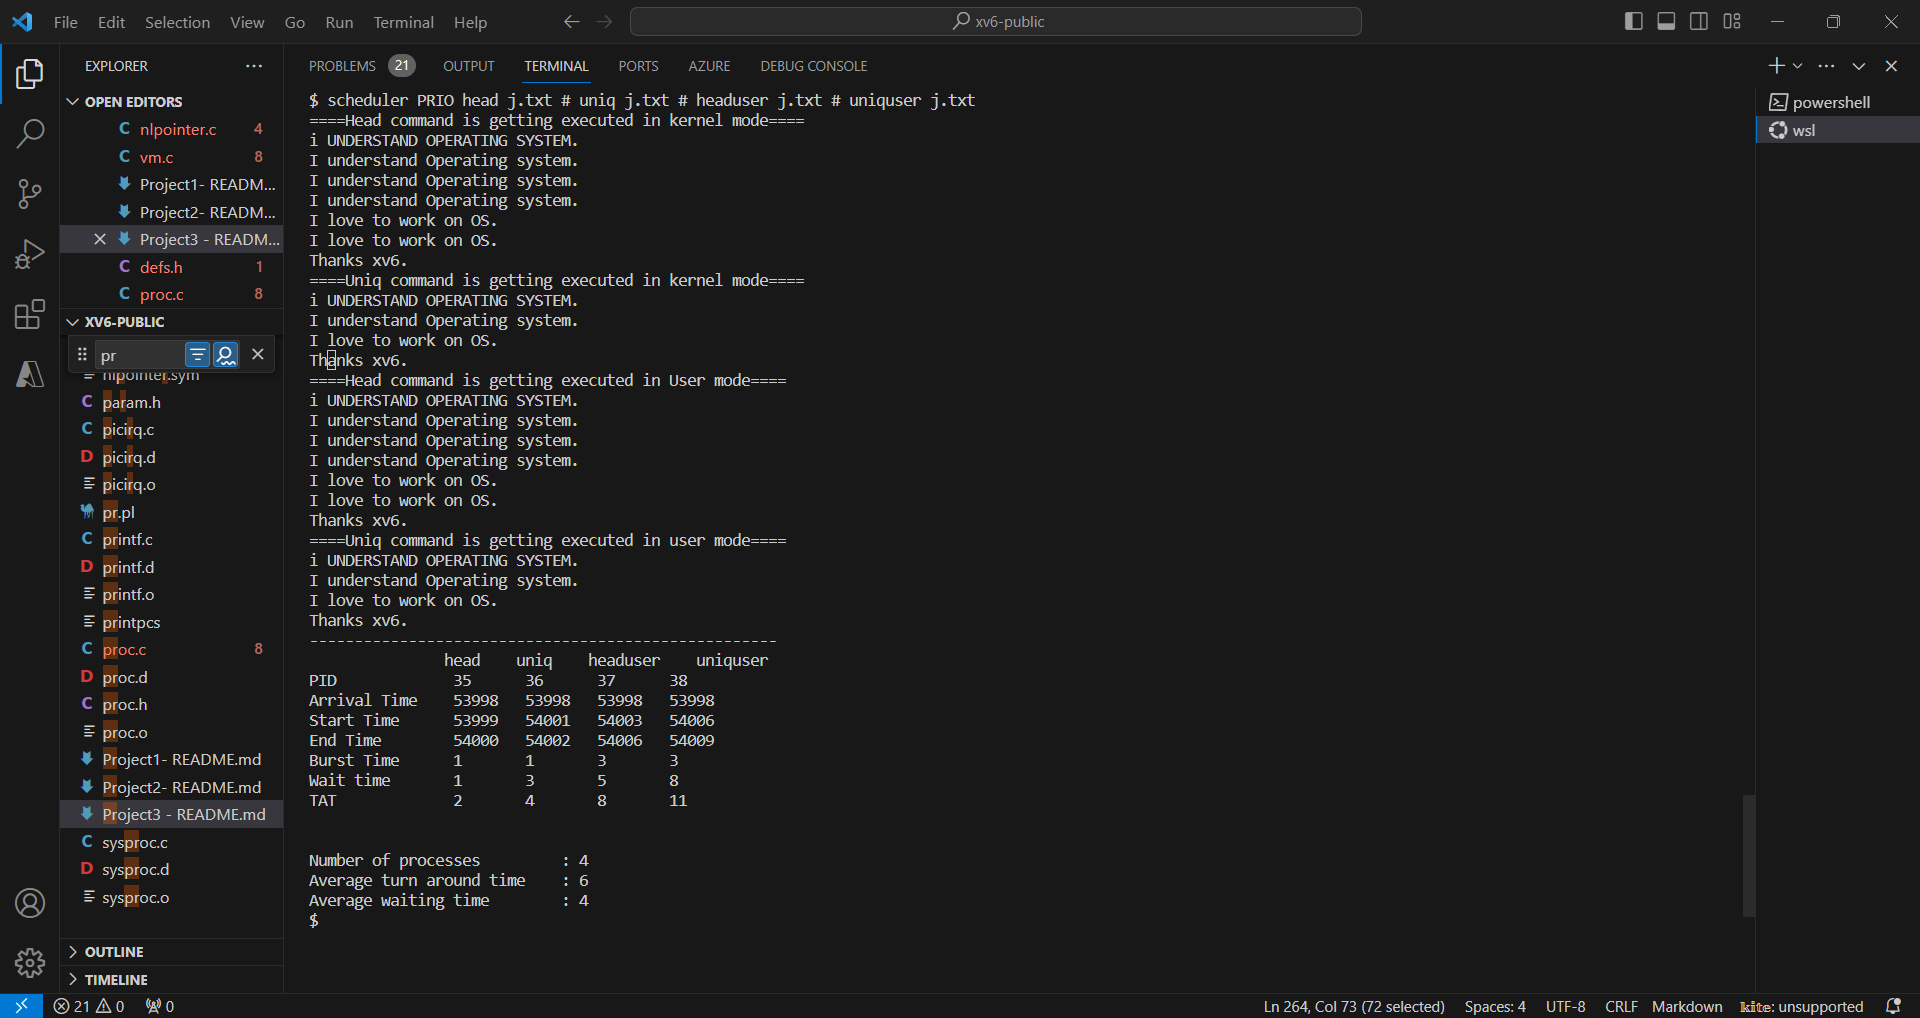 File Edit Selection View Go Run Terminal Help
xv6-public
EXPLORER
OPEN EDITORS
nlpointer.c 4
vm.c 8
Project1- READM...
Project2- READM...
Project3 - READM...
defs.h 1
proc.c 8
XV6-PUBLIC
pr
nlpointer.sym
param.h
picirq.c
picirq.d
picirq.o
pr.pl
printf.c
printf.d
printf.o
printpcs
proc.c 8
proc.d
proc.h
proc.o
Project1- README.md
Project2- README.md
Project3 - README.md
sysproc.c
sysproc.d
sysproc.o
OUTLINE
TIMELINE
PROBLEMS 21 OUTPUT TERMINAL PORTS AZURE DEBUG CONSOLE
$ scheduler PRIO head j.txt # uniq j.txt # headuser j.txt # uniquser j.txt
====Head command is getting executed in kernel mode====
i UNDERSTAND OPERATING SYSTEM.
I understand Operating system.
I understand Operating system.
I understand Operating system.
I love to work on OS.
I love to work on OS.
Thanks xv6.
====Uniq command is getting executed in kernel mode====
i UNDERSTAND OPERATING SYSTEM.
I understand Operating system.
I love to work on OS.
Thanks xv6.
====Head command is getting executed in User mode====
i UNDERSTAND OPERATING SYSTEM.
I understand Operating system.
I understand Operating system.
I understand Operating system.
I love to work on OS.
I love to work on OS.
Thanks xv6.
====Uniq command is getting executed in user mode====
i UNDERSTAND OPERATING SYSTEM.
I understand Operating system.
I love to work on OS.
Thanks xv6.
----------------------------------------------------
head uniq headuser uniquser
PID 35 36 37 38
Arrival Time 53998 53998 53998 53998
Start Time 53999 54001 54003 54006
End Time 54000 54002 54006 54009
Burst Time 1 1 3 3
Wait time 1 3 5 8
TAT 2 4 8 11
Number of processes : 4
Average turn around time : 6
Average waiting time : 4
$
powershell
wsl
21 0 0
Ln 264, Col 73 (72 selected) Spaces: 4 UTF-8 CRLF Markdown kite: unsupported